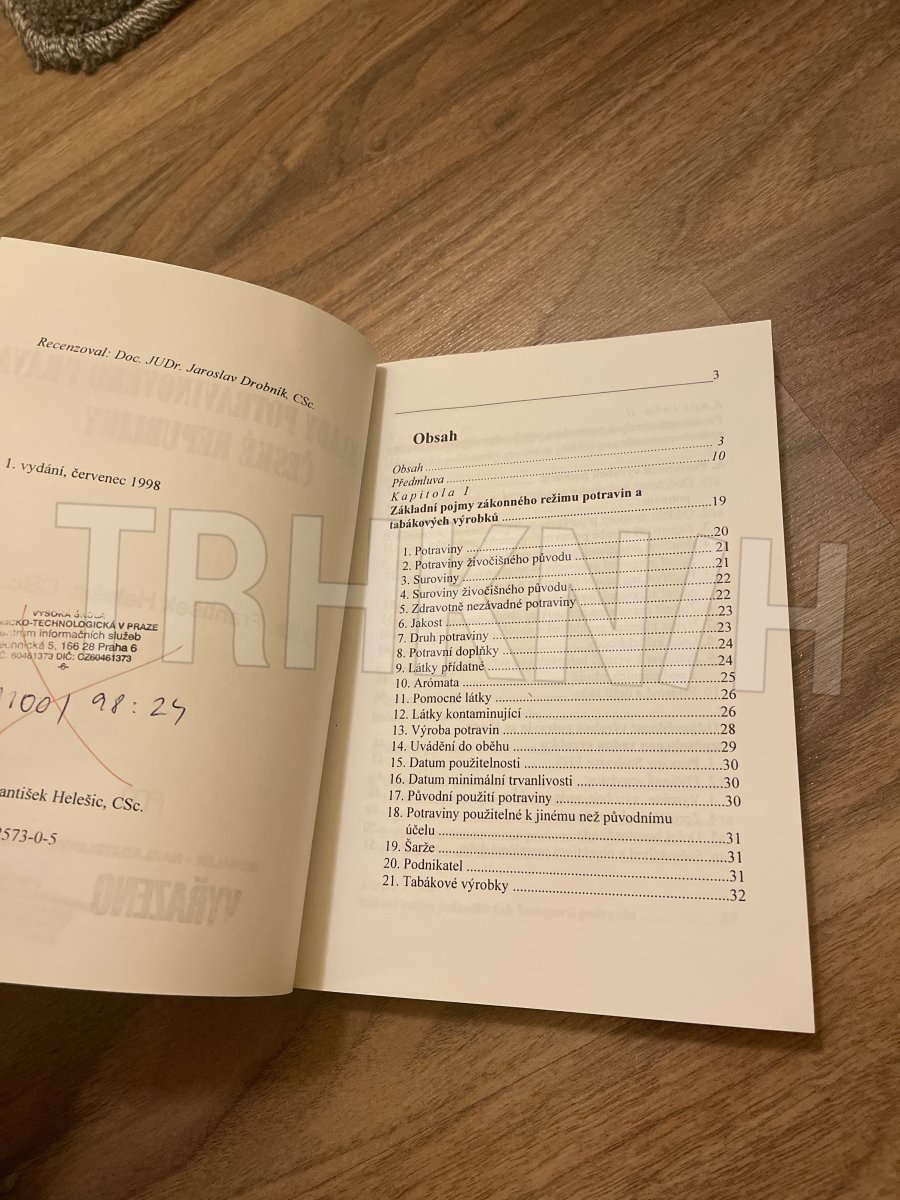 Recenzoval: Doc. JUDr. Jaroslav Drobník, CSc.
1. vydání, červenec 1998
VYSOKÁ ŠKOLA
MICKO-TECHNOLOGICKÁ V PRAZE
entrum informačních služeb
echnická 5, 166 28 Praha 6
Č: 60461373 DIČ: CZ60461373
-6-
98 : 24
antišek Helešic, CSc.
2573-0-5
VYŘAZENO
3
Obsah
Obsah 3
Předmluva 10
Kapitola I
Základní pojmy zákonného režimu potravin a
tabákových výrobků 19
1. Potraviny 20
2. Potraviny živočišného původu 21
3. Suroviny 21
4. Suroviny živočišného původu 22
5. Zdravotně nezávadné potraviny 22
6. Jakost 23
7. Druh potraviny 23
8. Potravní doplňky 24
9. Látky přídatné 24
10. Arómata 25
11. Pomocné látky 26
12. Látky kontaminující 26
13. Výroba potravin 28
14. Uvádění do oběhu 29
15. Datum použitelnosti 30
16. Datum minimální trvanlivosti 30
17. Původní použití potraviny 30
18. Potraviny použitelné k jinému než původnímu
účelu 31
19. Šarže 31
20. Podnikatel 31
21. Tabákové výrobky 32
TRHKNIH